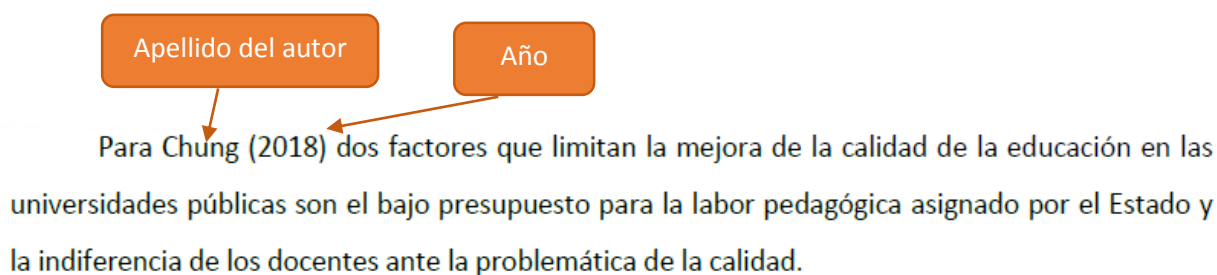 Apellido del autor
Año
Para Chung (2018) dos factores que limitan la mejora de la calidad de la educación en las
universidades públicas son el bajo presupuesto para la labor pedagógica asignado por el Estado y
la indiferencia de los docentes ante la problemática de la calidad.